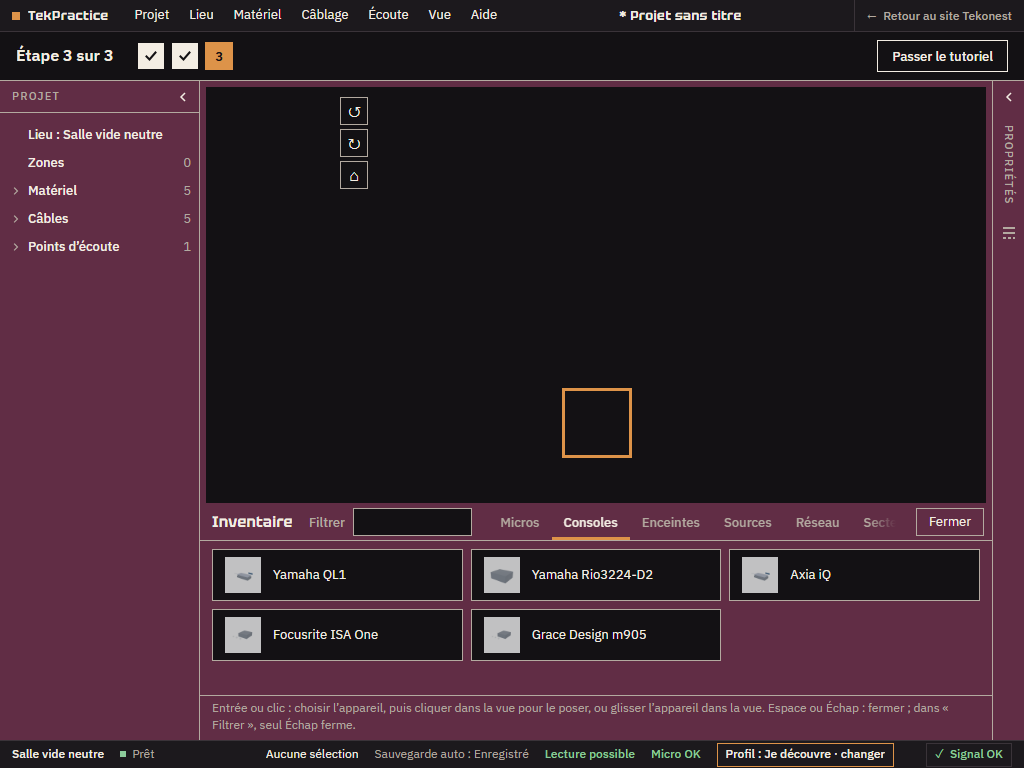 TekPractice Projet Lieu Matériel Câblage Écoute Vue Aide * Projet sans titre ← Retour au site Tekonest
Étape 3 sur 3 3 Passer le tutoriel
PROJET
Lieu : Salle vide neutre
Zones 0
Matériel 5
Câbles 5
Points d'écoute 1
PROPRIÉTÉS
Inventaire Filtrer Micros Consoles Enceintes Sources Réseau Fermer
Yamaha QL1 Yamaha Rio3224-D2 Axia iQ
Focusrite ISA One Grace Design m905
Entrée ou clic : choisir l'appareil, puis cliquer dans la vue pour le poser, ou glisser l'appareil dans la vue. Espace ou Échap : fermer ; dans «
Filtrer », seul Échap ferme.
Salle vide neutre Prêt Aucune sélection Sauvegarde auto : Enregistré Lecture possible Micro OK Profil : Je découvre · changer ✓ Signal OK